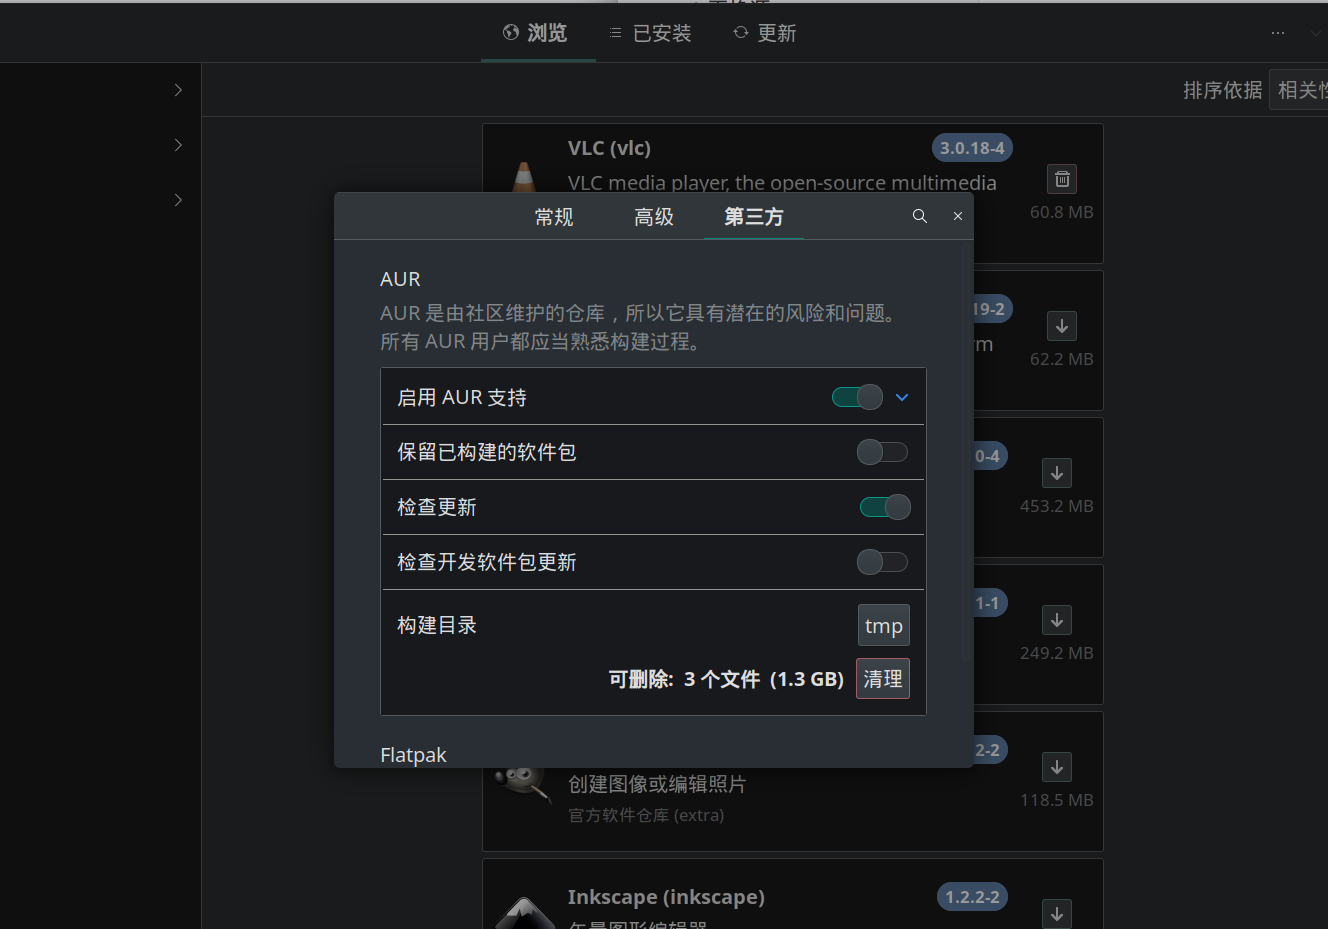 浏览
已安装
更新
排序依据
VLC (vlc)
3.0.18-4
VLC media player, the open-source multimedia
60.8 MB
常规
高级
第三方
AUR
AUR 是由社区维护的仓库，所以它具有潜在的风险和问题。
所有 AUR 用户都应当熟悉构建过程。
19-2
62.2 MB
启用 AUR 支持
保留已构建的软件包
0-4
453.2 MB
检查更新
检查开发软件包更新
1-1
249.2 MB
构建目录
tmp
可删除: 3 个文件 (1.3 GB)
清理
Flatpak
2-2
创建图像或编辑照片
118.5 MB
官方软件仓库 (extra)
Inkscape (inkscape)
1.2.2-2
矢量图形编辑器